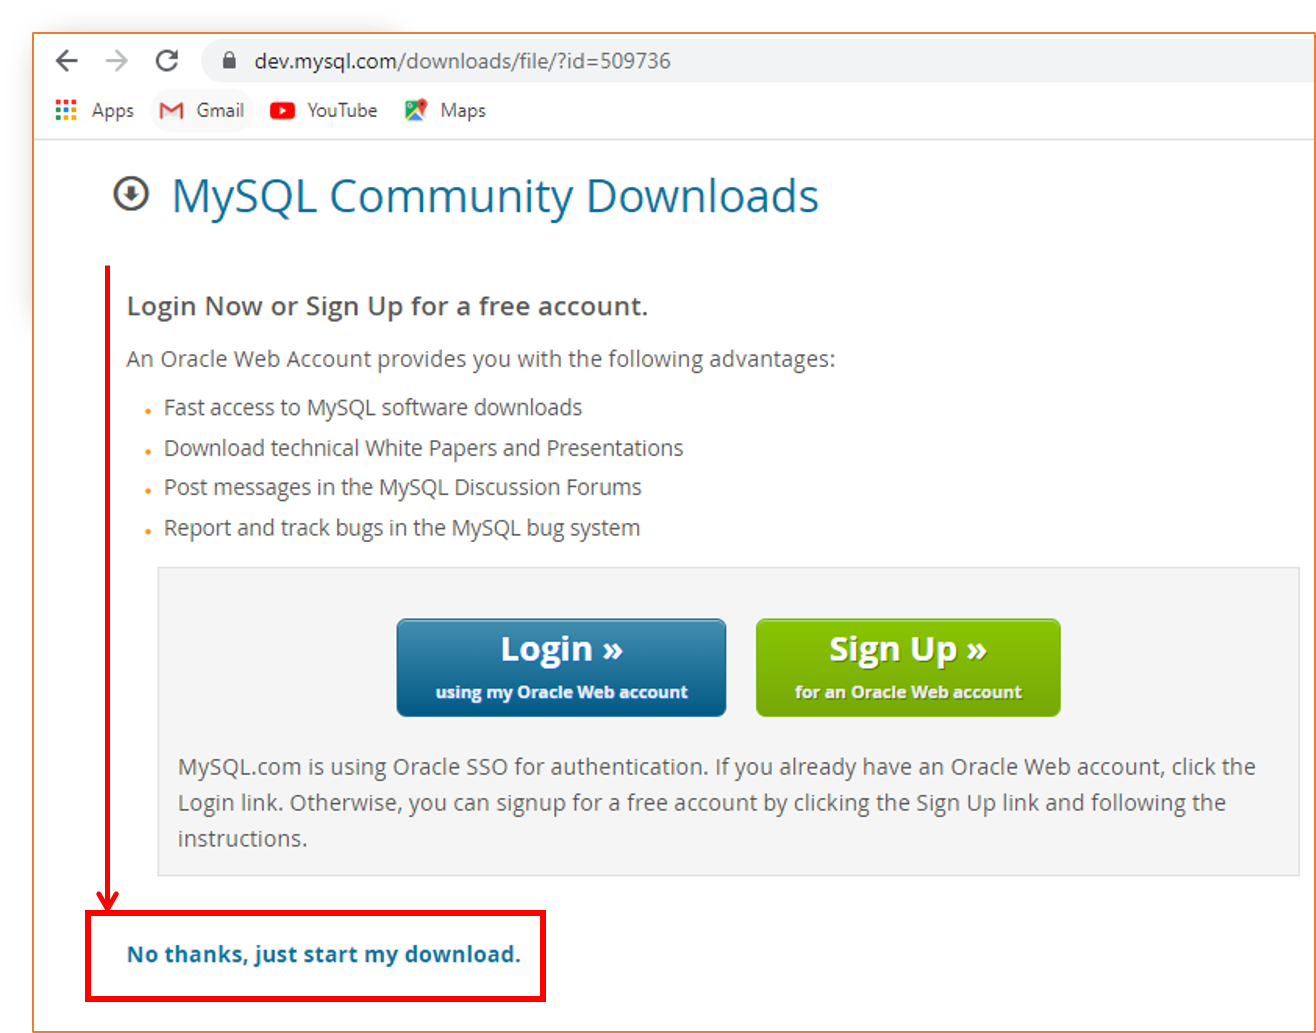 dev.mysql.com/downloads/file/?id=509736
Apps Gmail YouTube Maps
MySQL Community Downloads
Login Now or Sign Up for a free account.
An Oracle Web Account provides you with the following advantages:
Fast access to MySQL software downloads
Download technical White Papers and Presentations
Post messages in the MySQL Discussion Forums
Report and track bugs in the MySQL bug system
Login »
using my Oracle Web account
Sign Up »
for an Oracle Web account
MySQL.com is using Oracle SSO for authentication. If you already have an Oracle Web account, click the
Login link. Otherwise, you can signup for a free account by clicking the Sign Up link and following the
instructions.
No thanks, just start my download.